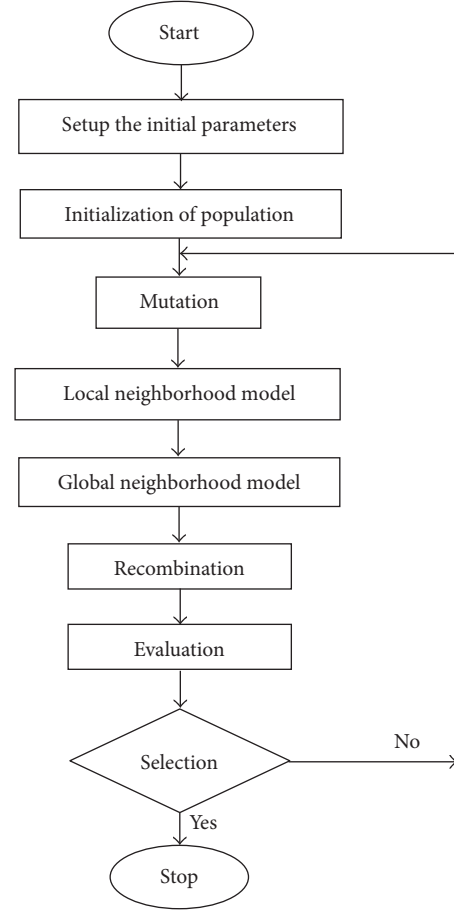 Start
Setup the initial parameters
Initialization of population
Mutation
Local neighborhood model
Global neighborhood model
Recombination
Evaluation
Selection
No
Yes
Stop